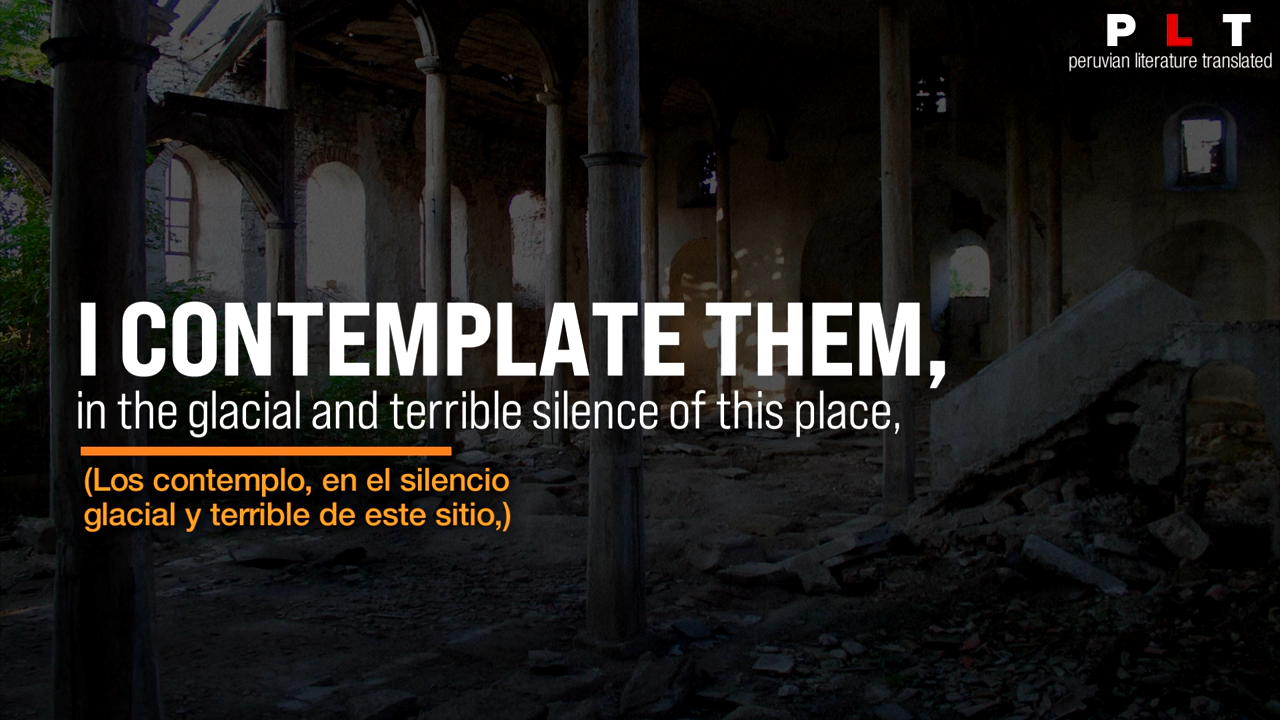 P L T
peruvian literature translated
I CONTEMPLATE THEM,
in the glacial and terrible silence of this place,
(Los contemplo, en el silencio
glacial y terrible de este sitio,)